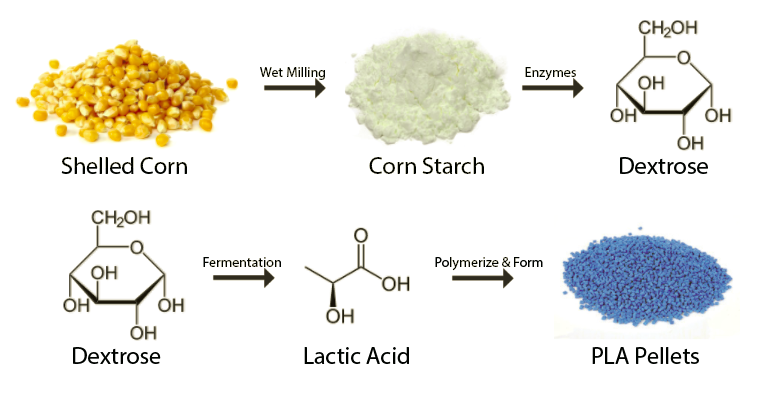 Wet Milling
Enzymes
CH₂OH
O
OH
OH
OH
OH
Shelled Corn
Corn Starch
Dextrose
CH₂OH
O
OH
OH
OH
OH
Fermentation
O
OH
OH
Polymerize & Form
Dextrose
Lactic Acid
PLA Pellets